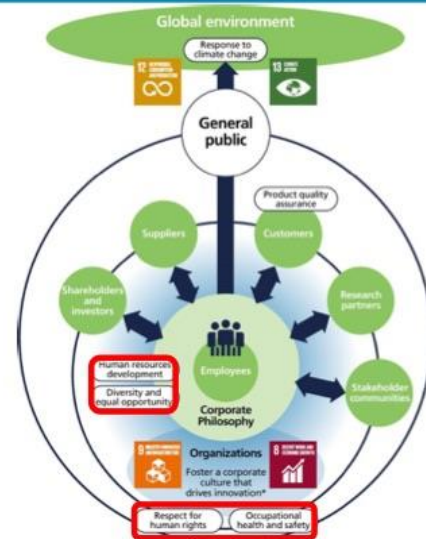 Global environment
Response to
climate change
12
13
General
public
Product quality
assurance
Suppliers
Customers
Shareholders
and
investors
Research
partners
Human resources
development
Diversity and
equal opportunity
Employees
Stakeholder
communities
Corporate
Philosophy
9
Organizations
8
Foster a corporate
culture that
drives innovation*
Respect for
human rights
Occupational
health and safety